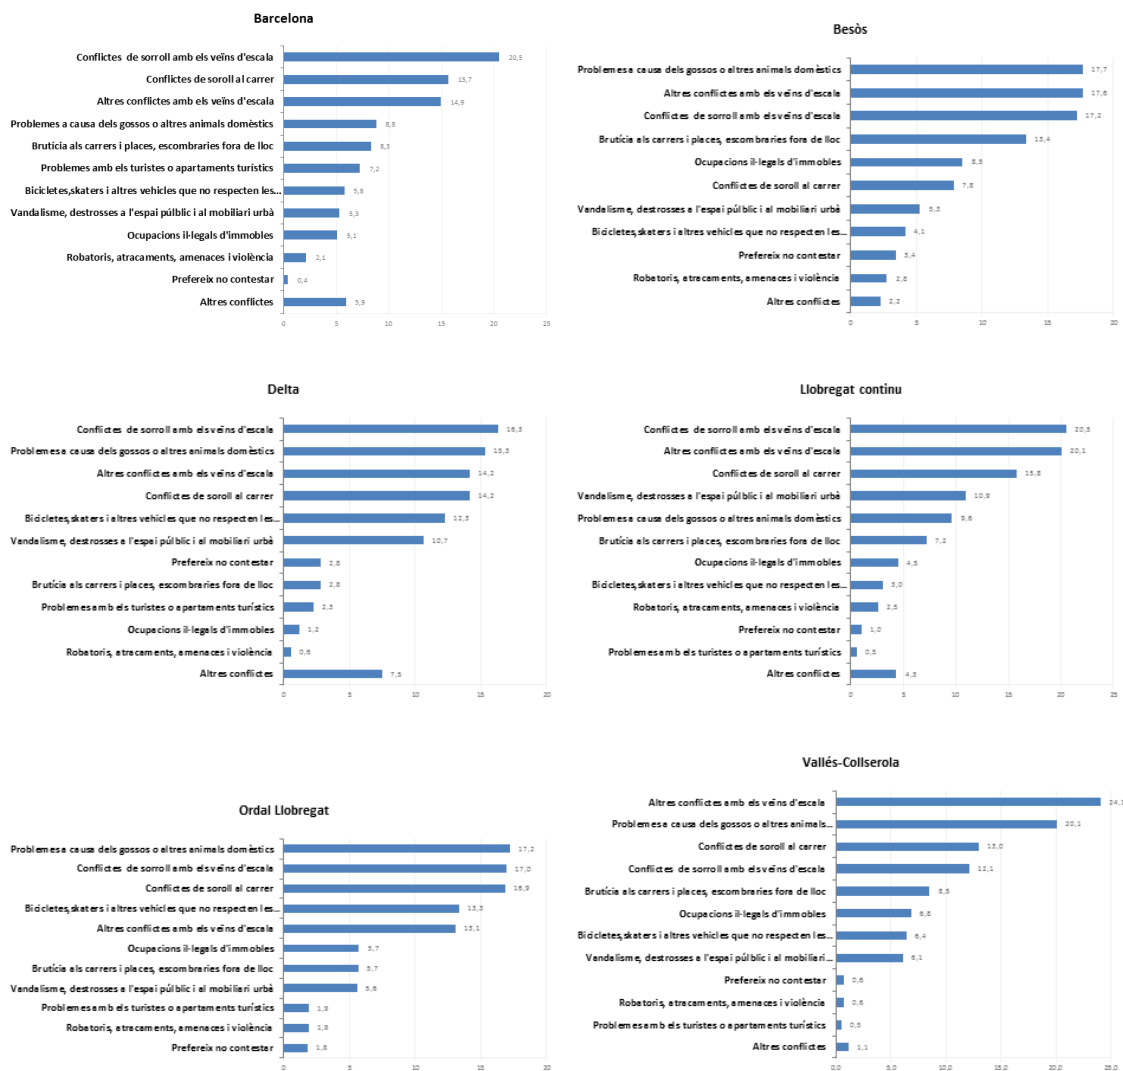 Barcelona
Conflictes de sorroll amb els veïns d'escala 20,5
Conflictes de soroll al carrer 15,7
Altres conflictes amb els veïns d'escala 14,9
Problemes a causa dels gossos o altres animals domèstics 8,8
Brutícia als carrers i places, escombraries fora de lloc 8,3
Problemes amb els turistes o apartaments turístics 7,2
Bicicletes,skaters i altres vehicles que no respecten les... 5,8
Vandalisme, destrosses a l'espai púlblic i al mobiliari urbà 5,3
Ocupacions il·legals d'immobles 5,1
Robatoris, atracaments, amenaces i violència 2,1
Prefereix no contestar 0,4
Altres conflictes 5,9
0 5 10 15 20 25
Besòs
Problemes a causa dels gossos o altres animals domèstics 17,7
Altres conflictes amb els veïns d'escala 17,6
Conflictes de sorroll amb els veïns d'escala 17,2
Brutícia als carrers i places, escombraries fora de lloc 13,4
Ocupacions il·legals d'immobles 8,5
Conflictes de soroll al carrer 7,8
Vandalisme, destrosses a l'espai púlblic i al mobiliari urbà 5,3
Bicicletes,skaters i altres vehicles que no respecten les... 4,1
Prefereix no contestar 3,4
Robatoris, atracaments, amenaces i violència 2,8
Altres conflictes
0 5 10 15 20
Delta
Conflictes de sorroll amb els veïns d'escala 16,3
Problemes a causa dels gossos o altres animals domèstics 15,3
Altres conflictes amb els veïns d'escala 14,2
Conflictes de soroll al carrer 14,2
Bicicletes,skaters i altres vehicles que no respecten les... 12,3
Vandalisme, destrosses a l'espai púlblic i al mobiliari urbà 10,7
Prefereix no contestar 2,8
Brutícia als carrers i places, escombraries fora de lloc 2,8
Problemes amb els turistes o apartaments turístics 2,3
Ocupacions il·legals d'immobles 1,2
Robatoris, atracaments, amenaces i violència 0,6
Altres conflictes 7,5
0 5 10 15 20
Llobregat continu
Conflictes de sorroll amb els veïns d'escala 20,5
Altres conflictes amb els veïns d'escala 20,1
Conflictes de soroll al carrer 15,8
Vandalisme, destrosses a l'espai púlblic i al mobiliari urbà 10,9
Problemes a causa dels gossos o altres animals domèstics 9,6
Brutícia als carrers i places, escombraries fora de lloc 7,2
Ocupacions il·legals d'immobles 4,5
Bicicletes,skaters i altres vehicles que no respecten les... 3,0
Robatoris, atracaments, amenaces i violència
Prefereix no contestar 1,0
Problemes amb els turistes o apartaments turístics 0,5
Altres conflictes 4,3
0 5 10 15 20 25
Ordal Llobregat
Problemes a causa dels gossos o altres animals domèstics 17,2
Conflictes de sorroll amb els veïns d'escala 17,0
Conflictes de soroll al carrer 16,9
Bicicletes,skaters i altres vehicles que no respecten les... 13,3
Altres conflictes amb els veïns d'escala 13,1
Ocupacions il·legals d'immobles 5,7
Brutícia als carrers i places, escombraries fora de lloc 5,7
Vandalisme, destrosses a l'espai púlblic i al mobiliari urbà 5,6
Problemes amb els turistes o apartaments turístics 1,9
Robatoris, atracaments, amenaces i violència 1,9
Prefereix no contestar 1,8
0 5 10 15 20
Vallés-Collserola
Altres conflictes amb els veïns d'escala 24,1
Problemes a causa dels gossos o altres animals... 20,1
Conflictes de soroll al carrer 13,0
Conflictes de sorroll amb els veïns d'escala 12,1
Brutícia als carrers i places, escombraries fora de lloc 8,5
Ocupacions il·legals d'immobles 6,8
Bicicletes,skaters i altres vehicles que no respecten les... 6,4
Vandalisme, destrosses a l'espai púlblic i al mobiliari... 6,1
Prefereix no contestar 0,6
Robatoris, atracaments, amenaces i violència 0,6
Problemes amb els turistes o apartaments turístics 0,5
Altres conflictes 1,1
0,0 5,0 10,0 15,0 20,0 25,0